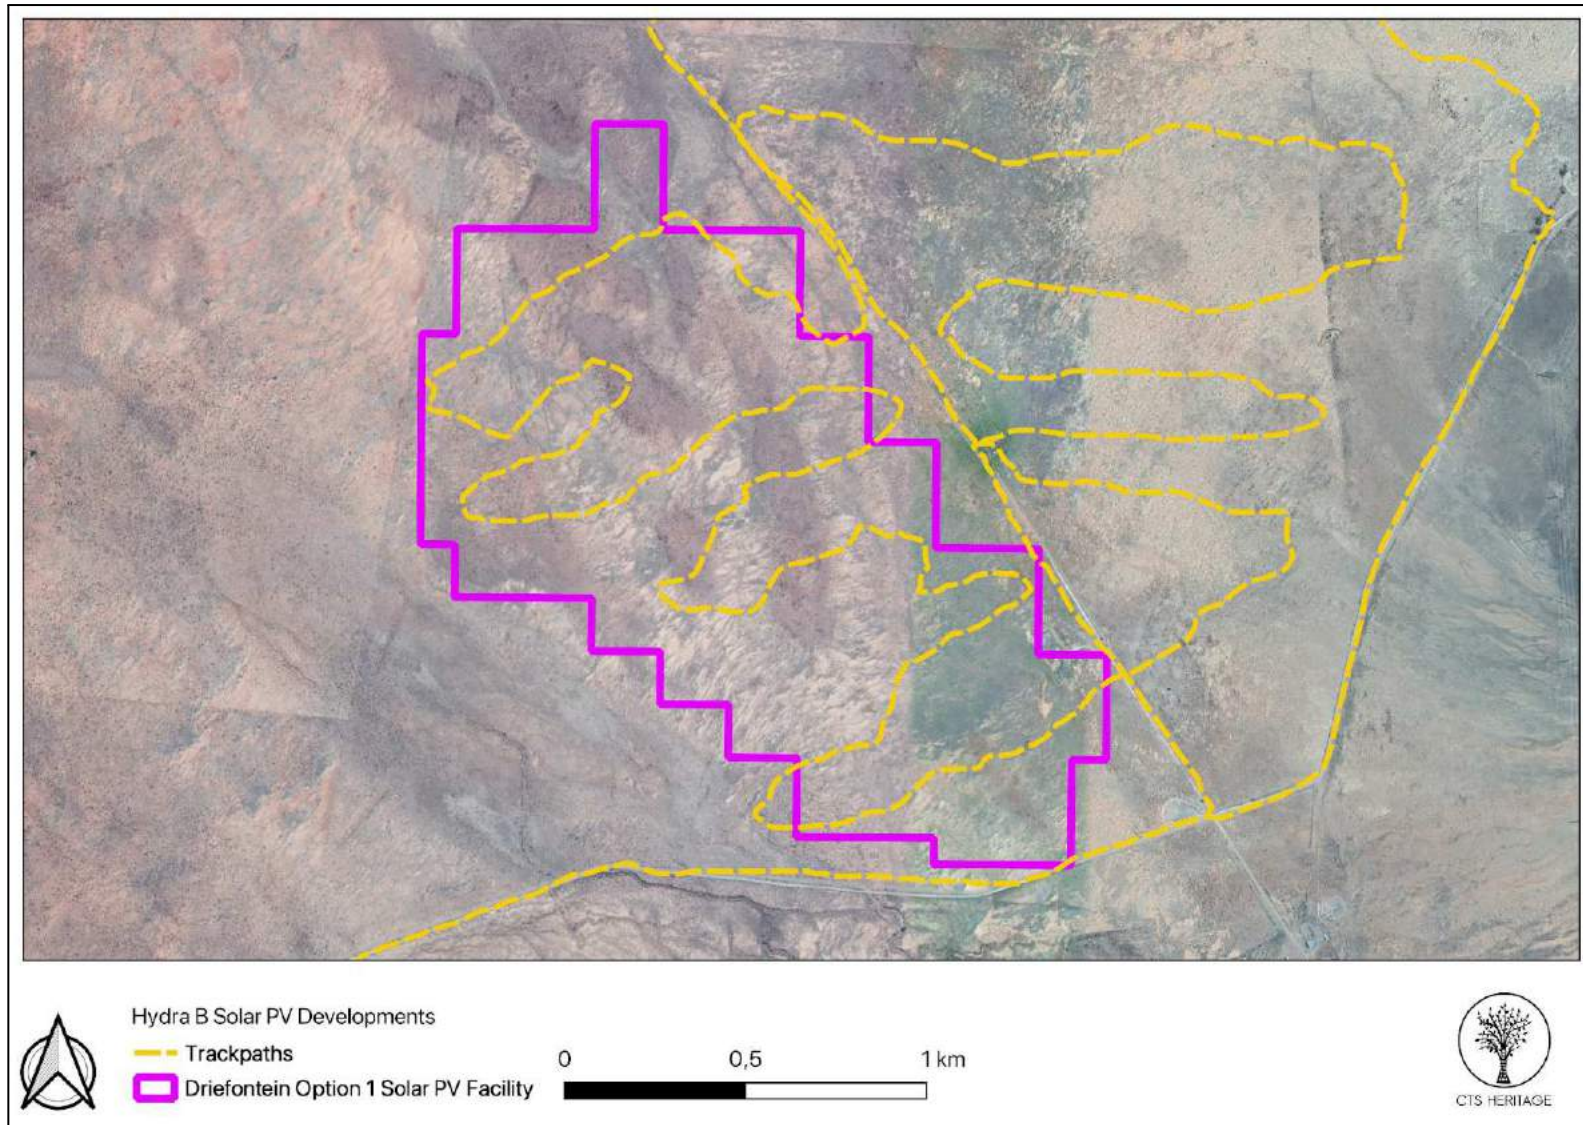 Hydra B Solar PV Developments
Trackpaths
Driefontein Option 1 Solar PV Facility
0 0,5 1 km
CTS HERITAGE